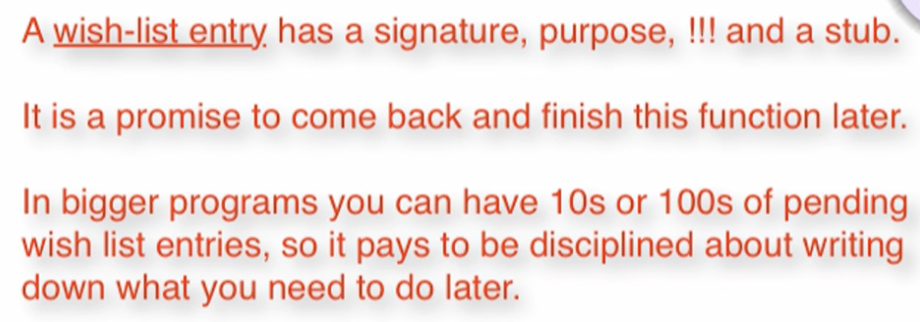 A wish-list entry has a signature, purpose, !!! and a stub.
It is a promise to come back and finish this function later.
In bigger programs you can have 10s or 100s of pending
wish list entries, so it pays to be disciplined about writing
down what you need to do later.